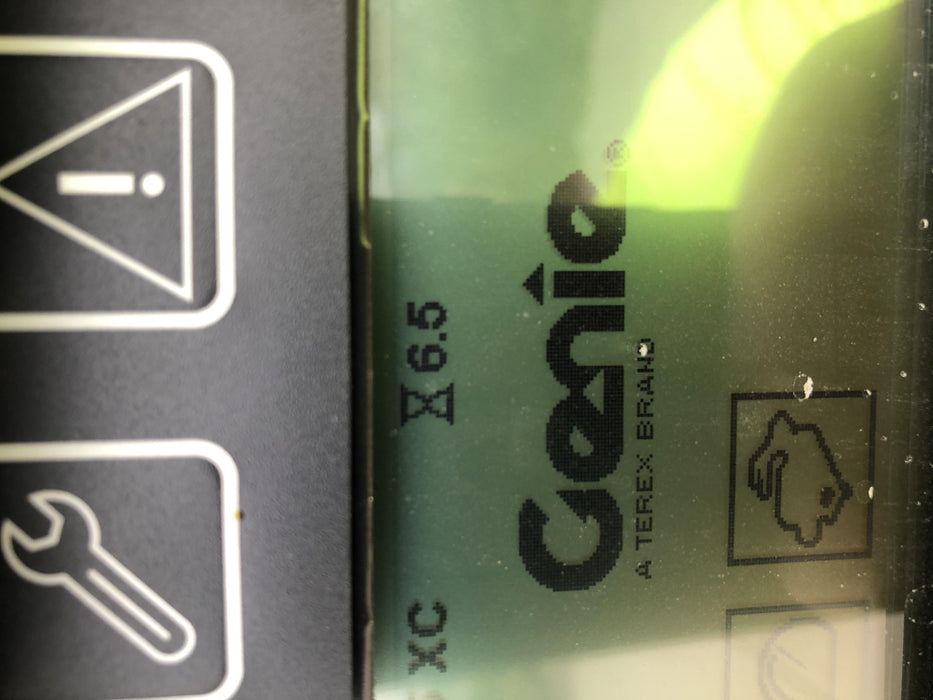 XC 6.5
Genie®
A TEREX BRAND